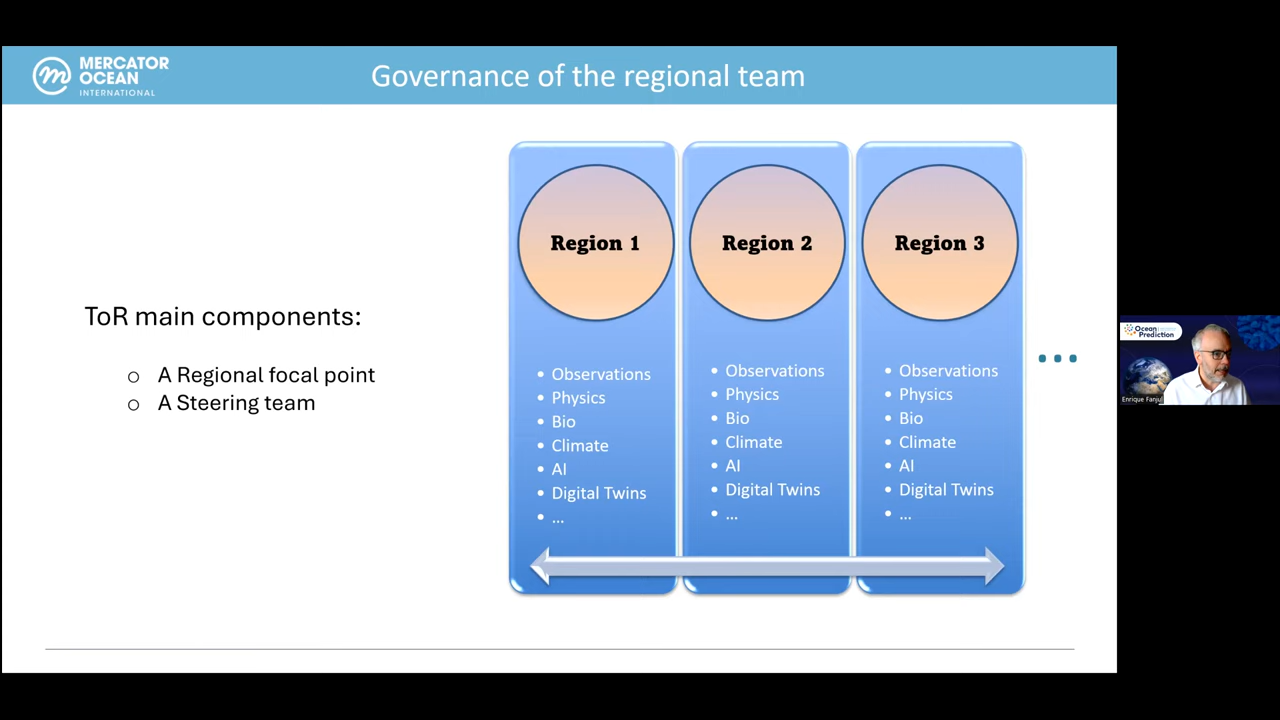 MERCATOR
OCEAN
INTERNATIONAL
Governance of the regional team
ToR main components:
o A Regional focal point
o A Steering team
Region 1
• Observations
• Physics
• Bio
• Climate
• AI
• Digital Twins
• ...
Region 2
• Observations
• Physics
• Bio
• Climate
• AI
• Digital Twins
• ...
Region 3
• Observations
• Physics
• Bio
• Climate
• AI
• Digital Twins
• ...
...
Ocean
Prediction
Enrique Fanjul